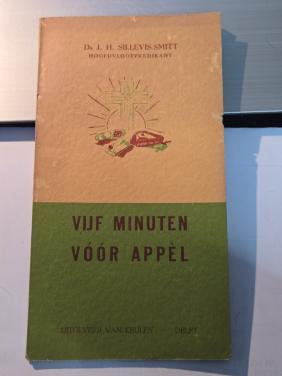 Ds J. H. SILLEVIS SMITT
HOOFDVLOOTPREDIKANT
VIJF MINUTEN
VÓÓR APPÈL
UITGEVERIJ VAN KEULEN — DELFT